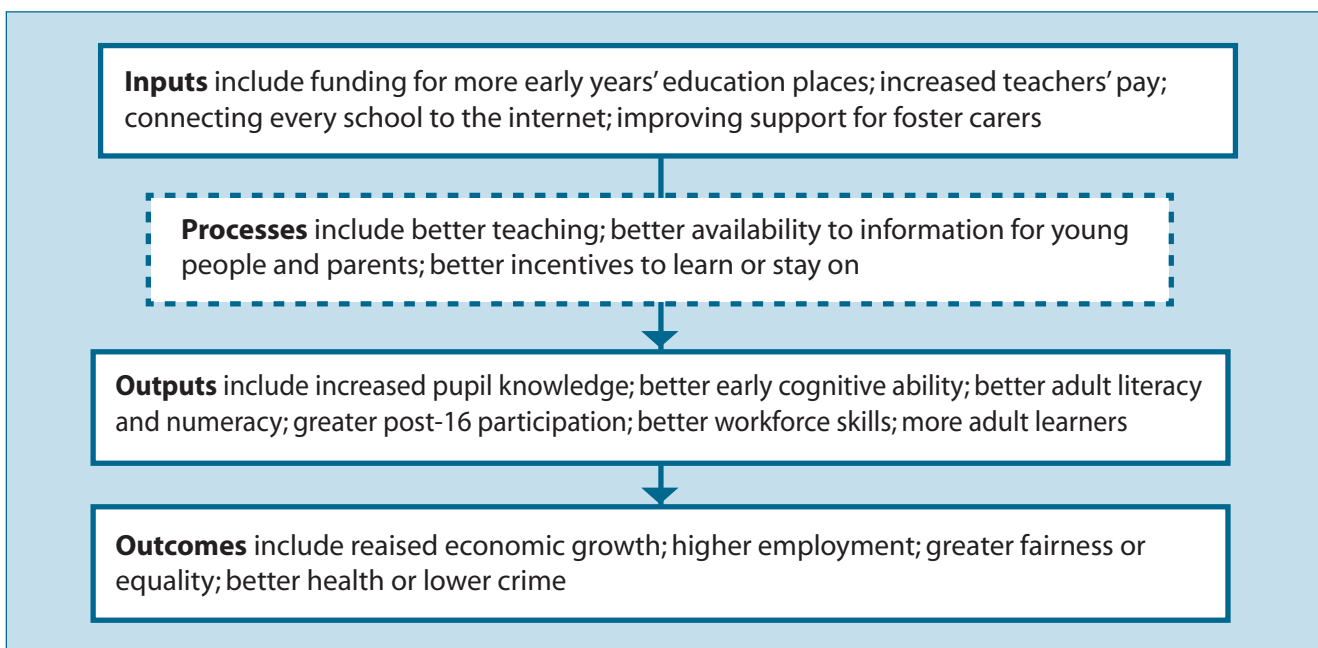 Inputs include funding for more early years’ education places; increased teachers’ pay;
connecting every school to the internet; improving support for foster carers
Processes include better teaching; better availability to information for young
people and parents; better incentives to learn or stay on
Outputs include increased pupil knowledge; better early cognitive ability; better adult literacy
and numeracy; greater post-16 participation; better workforce skills; more adult learners
Outcomes include reaised economic growth; higher employment; greater fairness or
equality; better health or lower crime